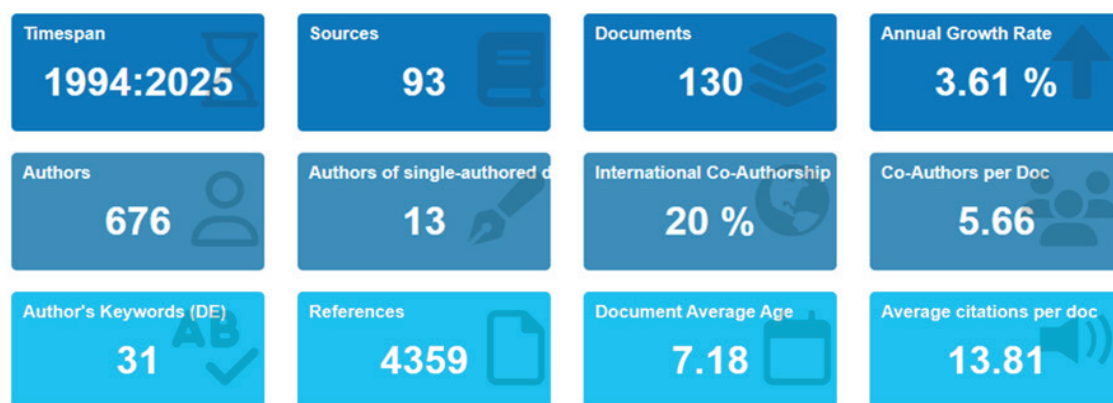 Timespan
1994:2025
Sources
93
Documents
130
Annual Growth Rate
3.61 %
Authors
676
Authors of single-authored d
13
International Co-Authorship
20 %
Co-Authors per Doc
5.66
Author's Keywords (DE)
AB
31
References
4359
Document Average Age
7.18
Average citations per doc
13.81